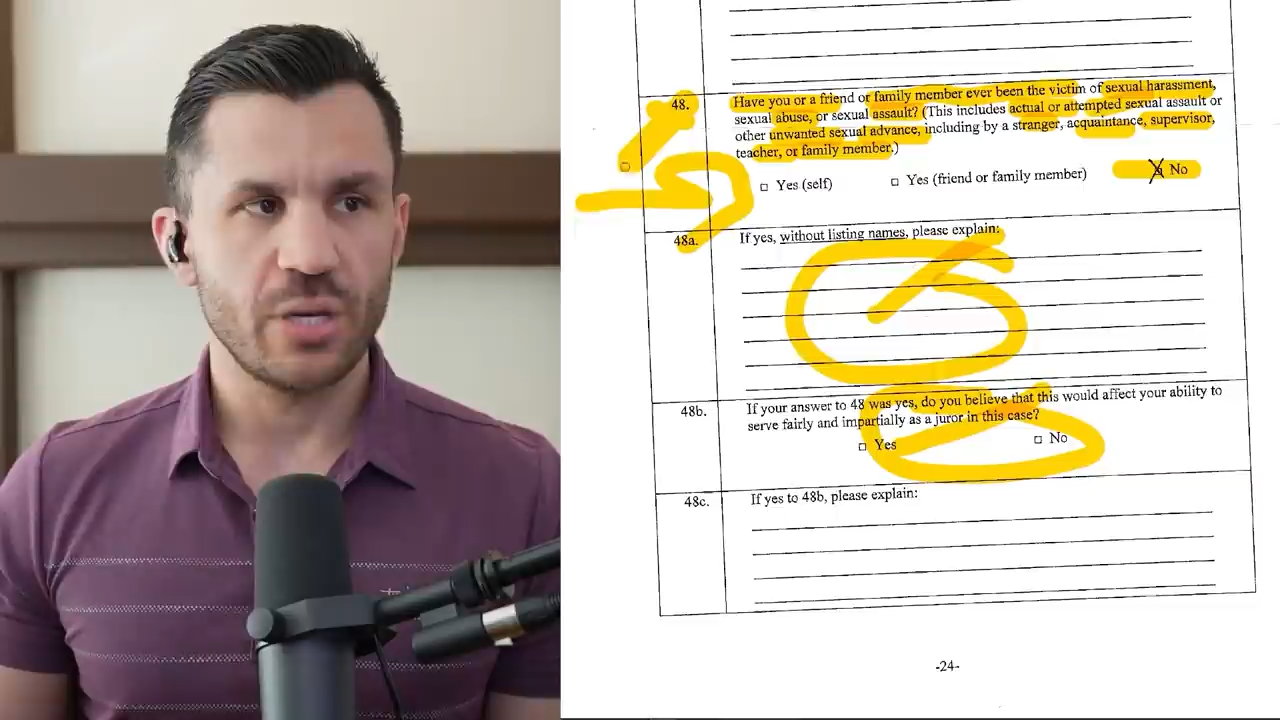 48.
Have you or a friend or family member ever been the victim of sexual harassment,
sexual abuse, or sexual assault? (This includes actual or attempted sexual assault or
other unwanted sexual advance, including by a stranger, acquaintance, supervisor,
teacher, or family member.)
Yes (self)
Yes (friend or family member)
No
48a.
If yes, without listing names, please explain:
48b.
If your answer to 48 was yes, do you believe that this would affect your ability to
serve fairly and impartially as a juror in this case?
Yes
No
48c.
If yes to 48b, please explain:
-24-